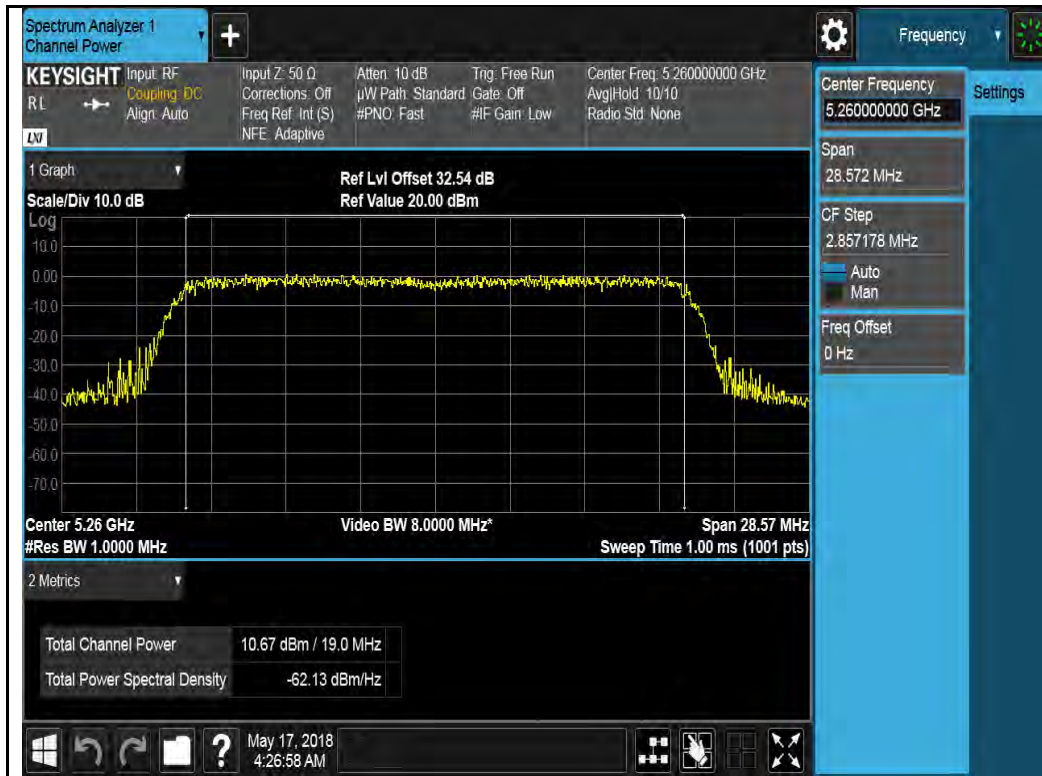 Spectrum Analyzer 1
Channel Power
+
Frequency
KEYSIGHT
R L
LXI
Input: RF
Coupling: DC
Align: Auto
Input Z: 50 Ω
Corrections: Off
Freq Ref: Int (S)
NFE: Adaptive
Atten: 10 dB
µW Path: Standard
#PNO: Fast
Trig: Free Run
Gate: Off
#IF Gain: Low
Center Freq: 5.260000000 GHz
Avg|Hold: 10/10
Radio Std: None
Center Frequency
5.260000000 GHz
Settings
Span
28.572 MHz
CF Step
2.857178 MHz
Auto
Man
Freq Offset
0 Hz
1 Graph
Scale/Div 10.0 dB
Ref Lvl Offset 32.54 dB
Ref Value 20.00 dBm
Log
10.0
0.00
-10.0
-20.0
-30.0
-40.0
-50.0
-60.0
-70.0
Center 5.26 GHz
#Res BW 1.0000 MHz
Video BW 8.0000 MHz*
Span 28.57 MHz
Sweep Time 1.00 ms (1001 pts)
2 Metrics
Total Channel Power 10.67 dBm / 19.0 MHz
Total Power Spectral Density -62.13 dBm/Hz
?
May 17, 2018
4:26:58 AM